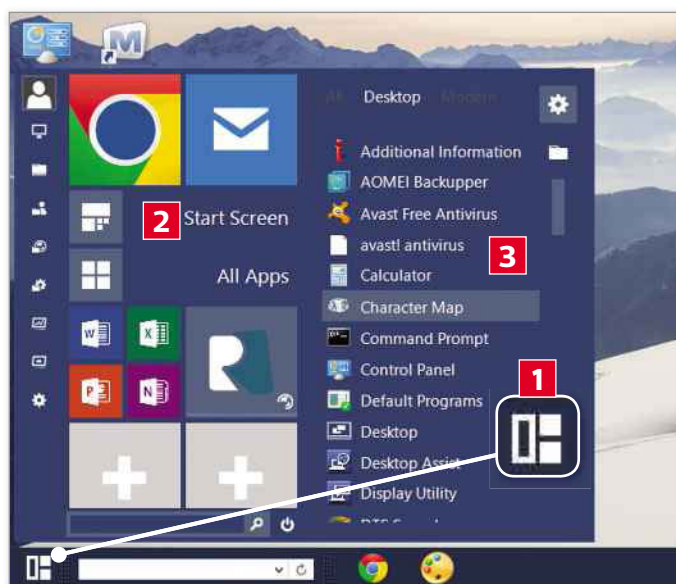 All Desktop Modern
Additional Information
AOMEI Backupper
Avast Free Antivirus
2 Start Screen
avast! antivirus
3
All Apps
Calculator
Character Map
W X
Command Prompt
Control Panel
1
P N
Default Programs
Desktop
Desktop Assist
Display Utility